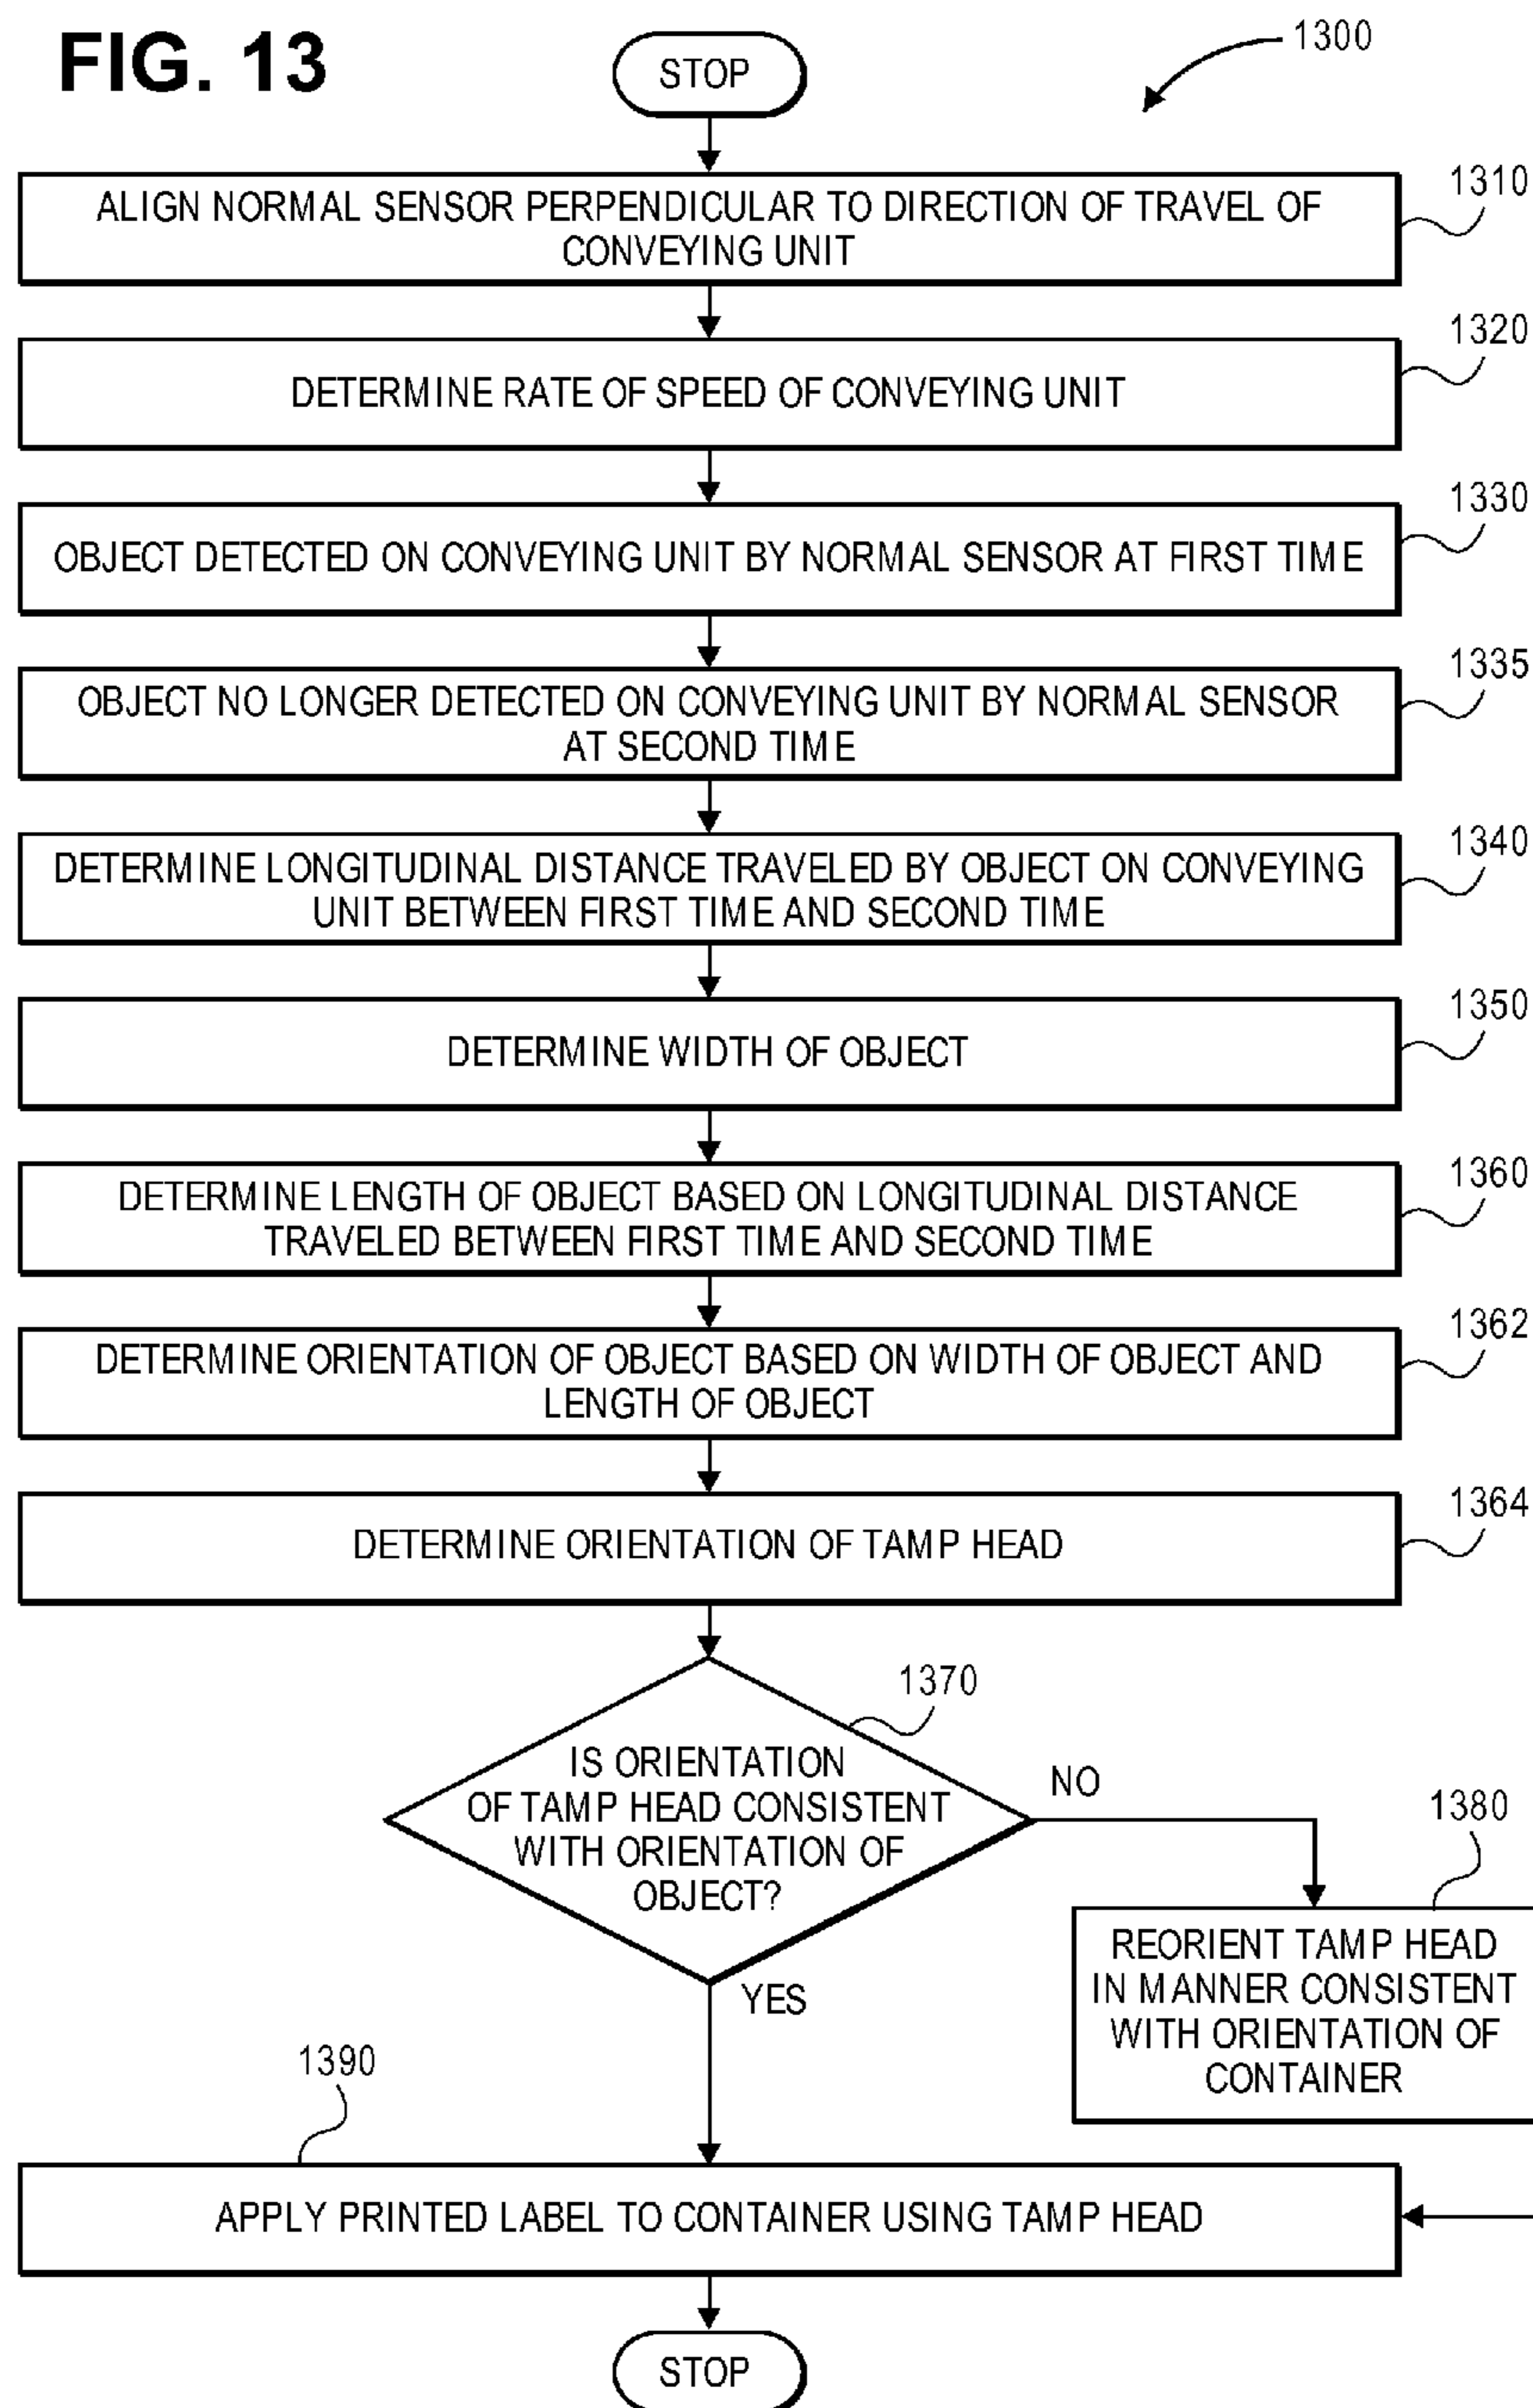 FIG. 13
STOP
1300
ALIGN NORMAL SENSOR PERPENDICULAR TO DIRECTION OF TRAVEL OF
CONVEYING UNIT
1310
DETERMINE RATE OF SPEED OF CONVEYING UNIT
1320
OBJECT DETECTED ON CONVEYING UNIT BY NORMAL SENSOR AT FIRST TIME
1330
OBJECT NO LONGER DETECTED ON CONVEYING UNIT BY NORMAL SENSOR
AT SECOND TIME
1335
DETERMINE LONGITUDINAL DISTANCE TRAVELED BY OBJECT ON CONVEYING
UNIT BETWEEN FIRST TIME AND SECOND TIME
1340
DETERMINE WIDTH OF OBJECT
1350
DETERMINE LENGTH OF OBJECT BASED ON LONGITUDINAL DISTANCE
TRAVELED BETWEEN FIRST TIME AND SECOND TIME
1360
DETERMINE ORIENTATION OF OBJECT BASED ON WIDTH OF OBJECT AND
LENGTH OF OBJECT
1362
DETERMINE ORIENTATION OF TAMP HEAD
1364
1370
IS ORIENTATION
OF TAMP HEAD CONSISTENT
WITH ORIENTATION OF
OBJECT?
NO
YES
1380
REORIENT TAMP HEAD
IN MANNER CONSISTENT
WITH ORIENTATION OF
CONTAINER
1390
APPLY PRINTED LABEL TO CONTAINER USING TAMP HEAD
STOP